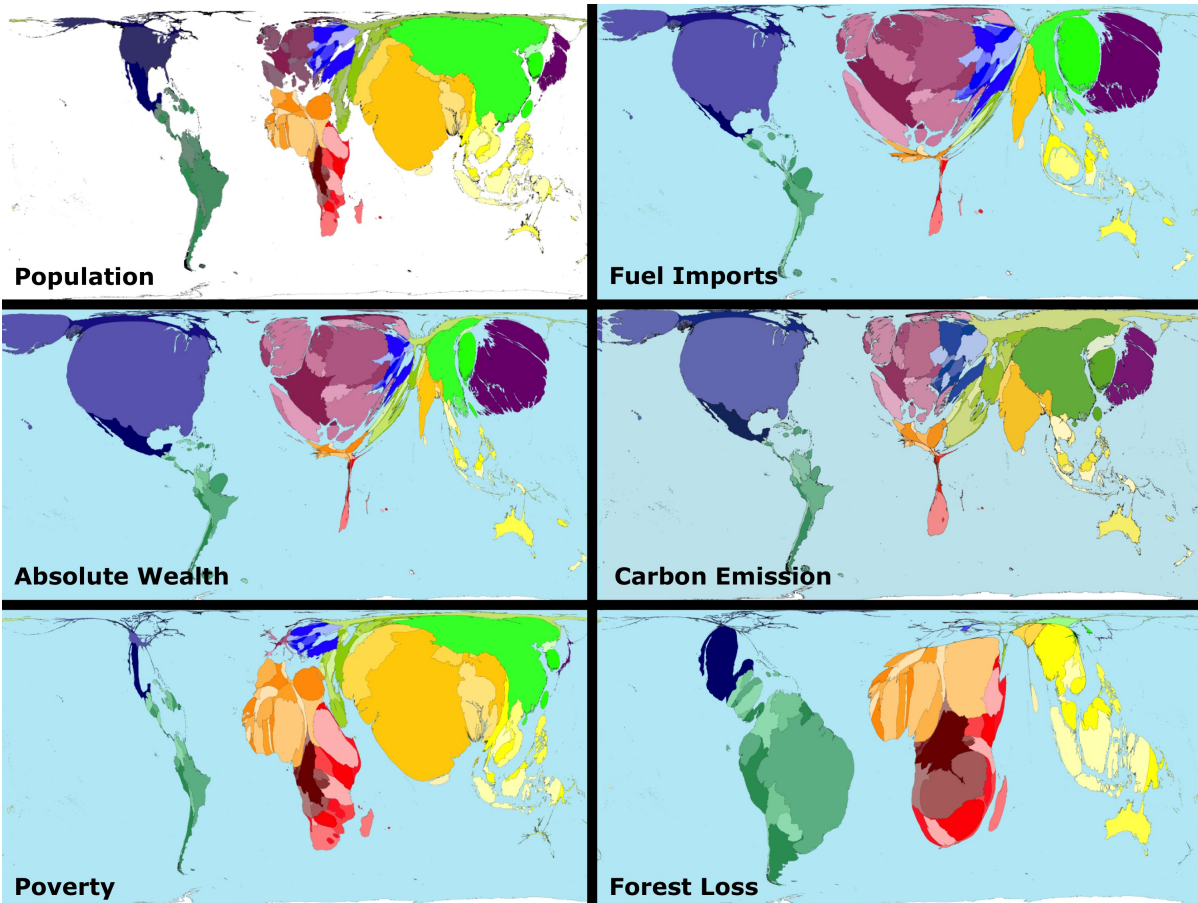 Population
Fuel Imports
Absolute Wealth
Carbon Emission
Poverty
Forest Loss